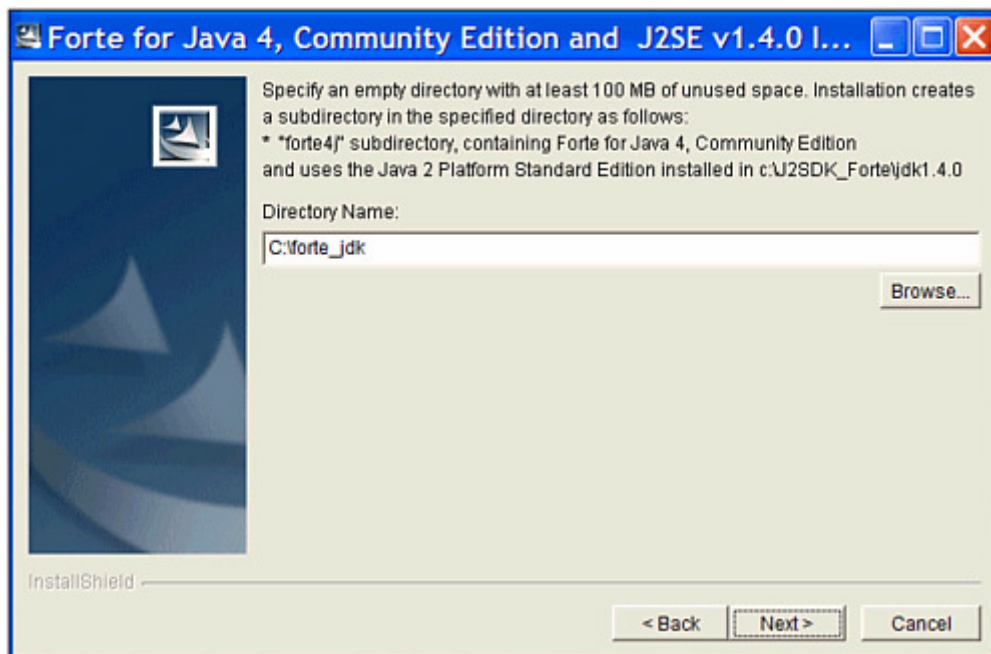 Forte for Java 4, Community Edition and J2SE v1.4.0 I...
Specify an empty directory with at least 100 MB of unused space. Installation creates
a subdirectory in the specified directory as follows:
* "forte4j" subdirectory, containing Forte for Java 4, Community Edition
and uses the Java 2 Platform Standard Edition installed in c:\J2SDK_Forte\jdk1.4.0
Directory Name:
C:\forte_jdk
Browse...
InstallShield
< Back Next > Cancel